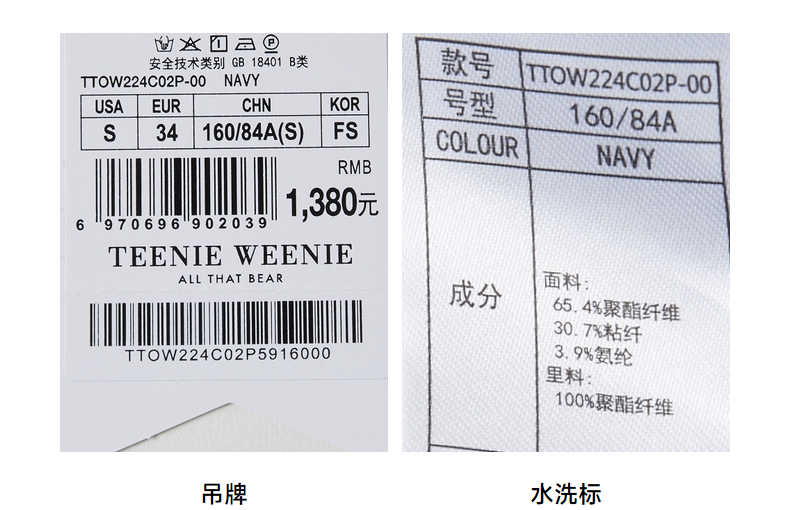 安全技术类别 GB 18401 B类
TTOW224C02P-00 NAVY
USA EUR CHN KOR
S 34 160/84A(S) FS
RMB
1,380元
6 970696 902039
TEENIE WEENIE
ALL THAT BEAR
TTOW224C02P5916000
吊牌
款号 TTOW224C02P-00
号型 160/84A
COLOUR NAVY
成分
面料:
65.4%聚酯纤维
30.7%粘纤
3.9%氨纶
里料:
100%聚酯纤维
水洗标